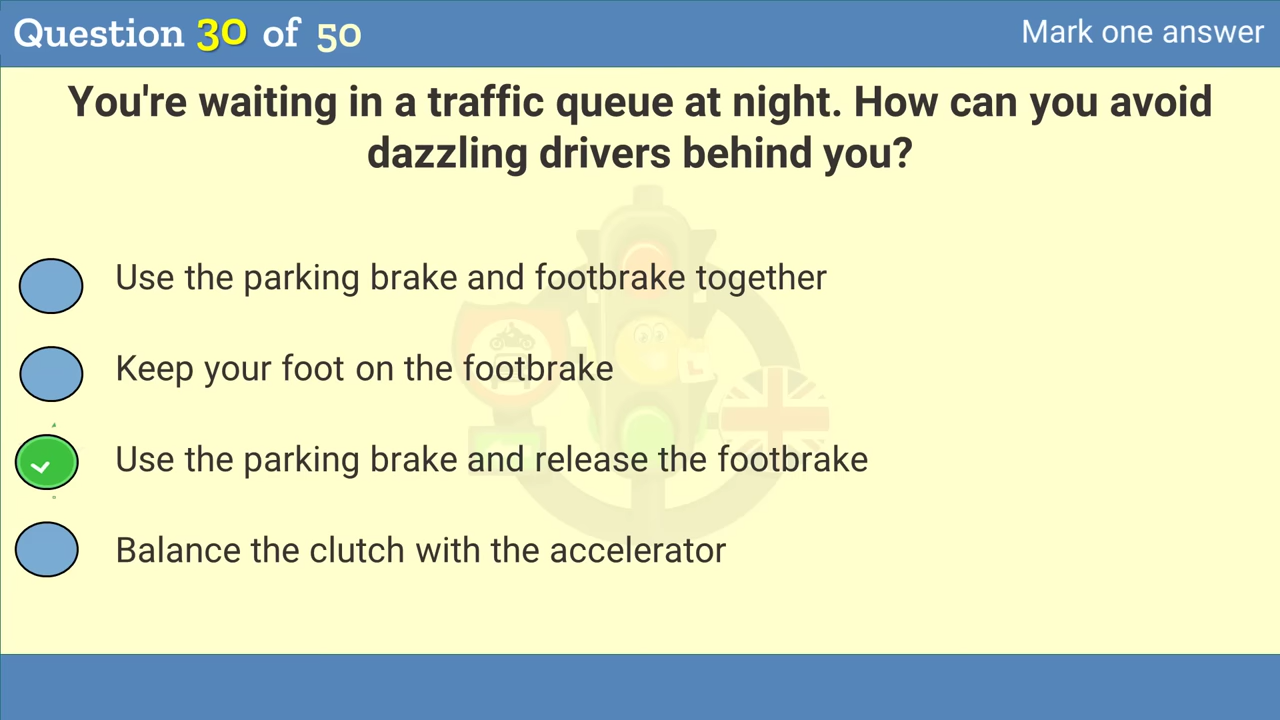 Question 30 of 50
Mark one answer
You're waiting in a traffic queue at night. How can you avoid
dazzling drivers behind you?
Use the parking brake and footbrake together
Keep your foot on the footbrake
Use the parking brake and release the footbrake
Balance the clutch with the accelerator